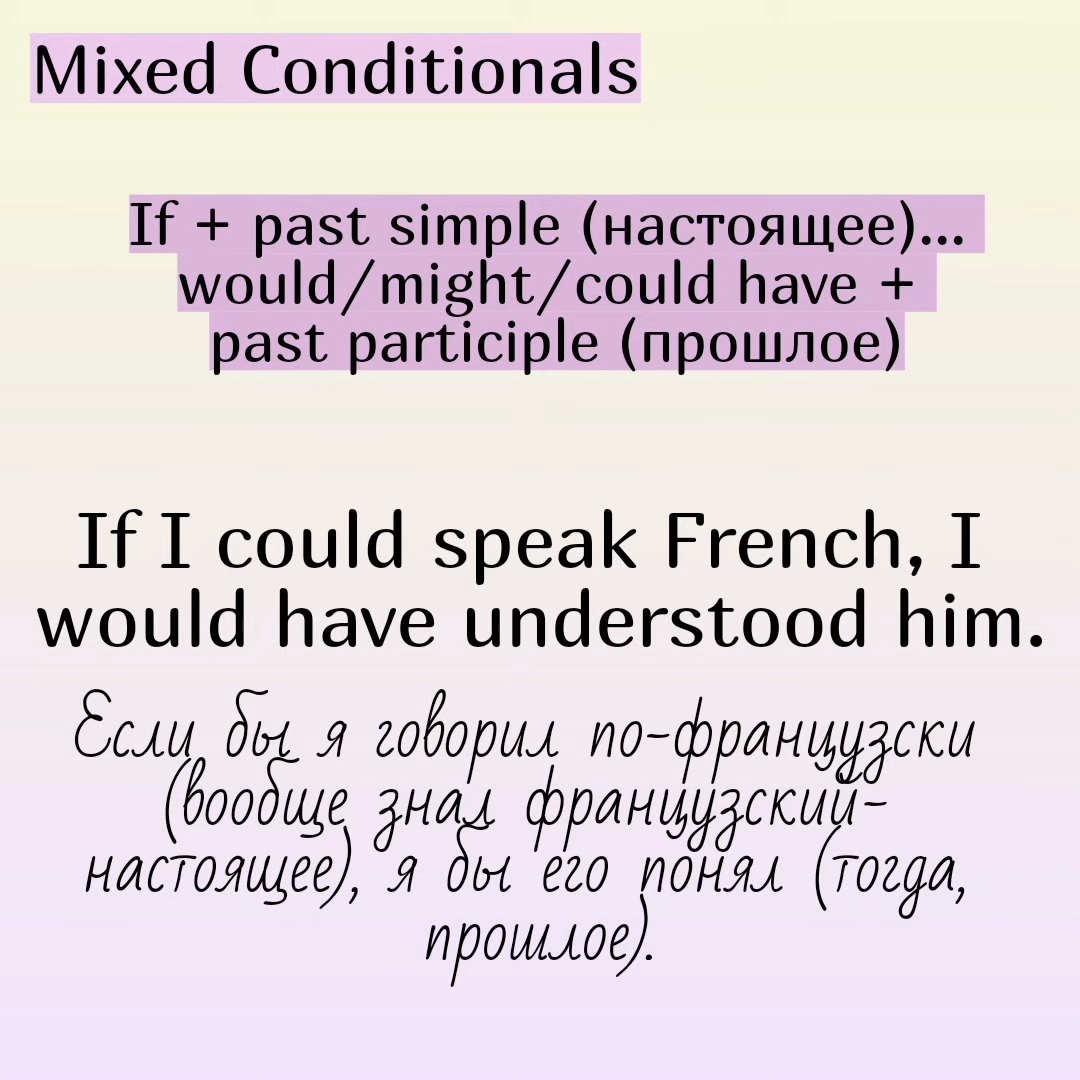 Mixed Conditionals
If + past simple (настоящее)...
would/might/could have +
past participle (прошлое)
If I could speak French, I
would have understood him.
Если бы я говорил по-французски
(вообще знал французский-
настоящее), я бы его понял (тогда,
прошлое).